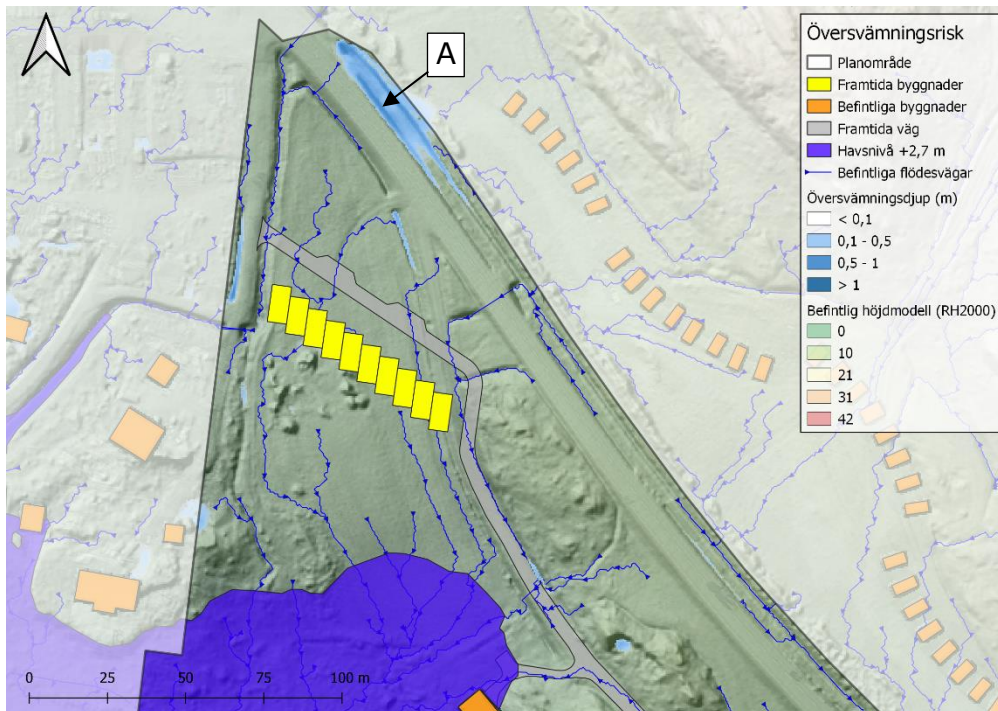 A
Översvämningsrisk
Planområde
Framtida byggnader
Befintliga byggnader
Framtida väg
Havsnivå +2,7 m
Befintliga flödesvägar
Översvämningsdjup (m)
< 0,1
0,1 - 0,5
0,5 - 1
> 1
Befintlig höjdmodell (RH2000)
0
10
21
31
42
0 25 50 75 100 m